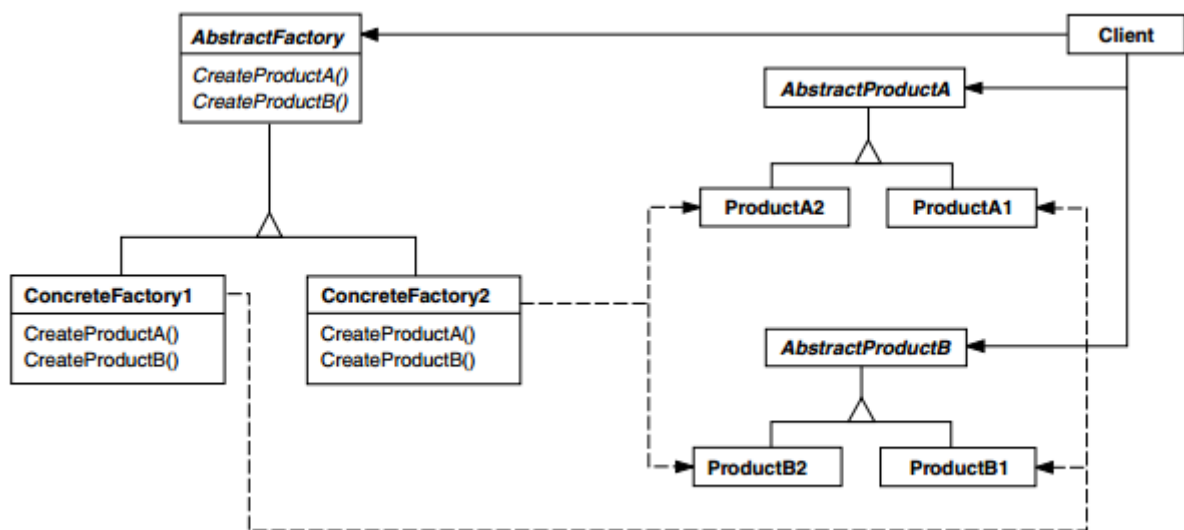 AbstractFactory
CreateProductA()
CreateProductB()
Client
AbstractProductA
ProductA2
ProductA1
ConcreteFactory1
CreateProductA()
CreateProductB()
ConcreteFactory2
CreateProductA()
CreateProductB()
AbstractProductB
ProductB2
ProductB1